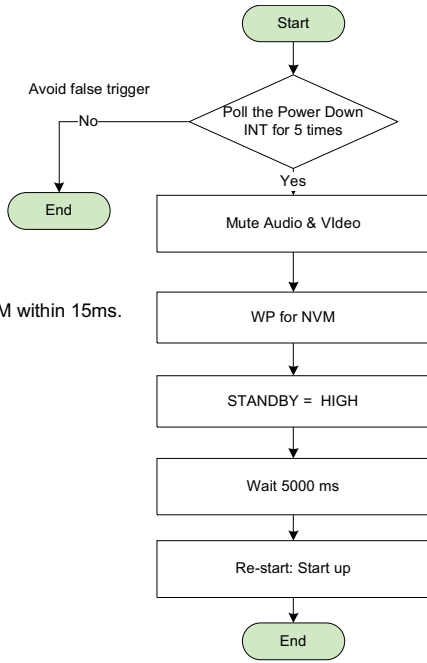 Start
Avoid false trigger
Poll the Power Down
INT for 5 times
No
Yes
End
Mute Audio & VIdeo
M within 15ms.
WP for NVM
STANDBY = HIGH
Wait 5000 ms
Re-start: Start up
End